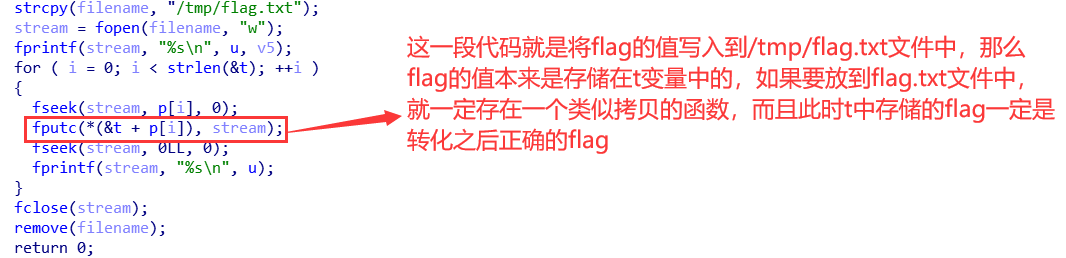 strcpy(filename, "/tmp/flag.txt");
stream = fopen(filename, "w");
fprintf(stream, "%s\n", u, v5);
for ( i = 0; i < strlen(&t); ++i )
{
fseek(stream, p[i], 0);
fputc(*(&t + p[i]), stream);
fseek(stream, 0LL, 0);
fprintf(stream, "%s\n", u);
}
fclose(stream);
remove(filename);
return 0;
这一段代码就是将flag的值写入到/tmp/flag.txt文件中，那么
flag的值本来是存储在t变量中的，如果要放到flag.txt文件中，
就一定存在一个类似拷贝的函数，而且此时t中存储的flag一定是
转化之后正确的flag